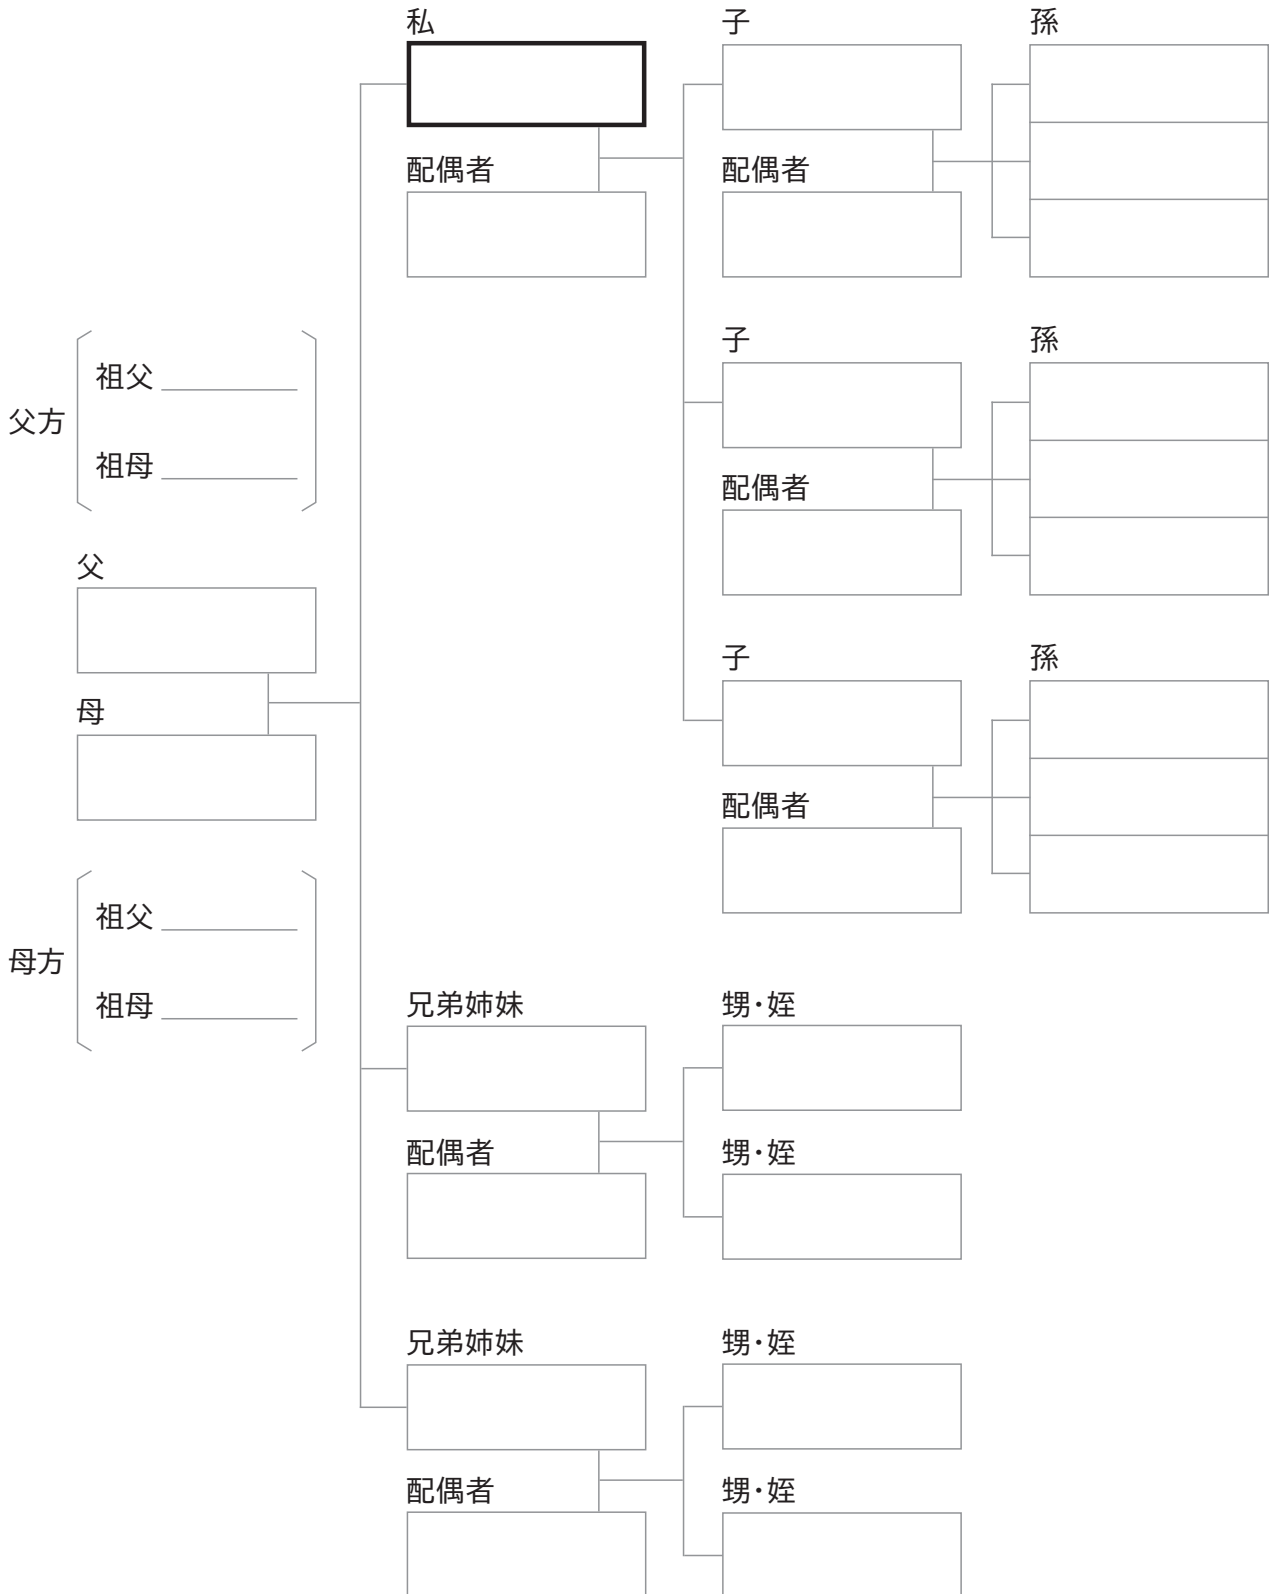 私
子
孫
配偶者
配偶者
子
孫
父方
祖父
祖母
配偶者
父
母
子
孫
配偶者
母方
祖父
祖母
兄弟姉妹
甥・姪
配偶者
甥・姪
兄弟姉妹
甥・姪
配偶者
甥・姪